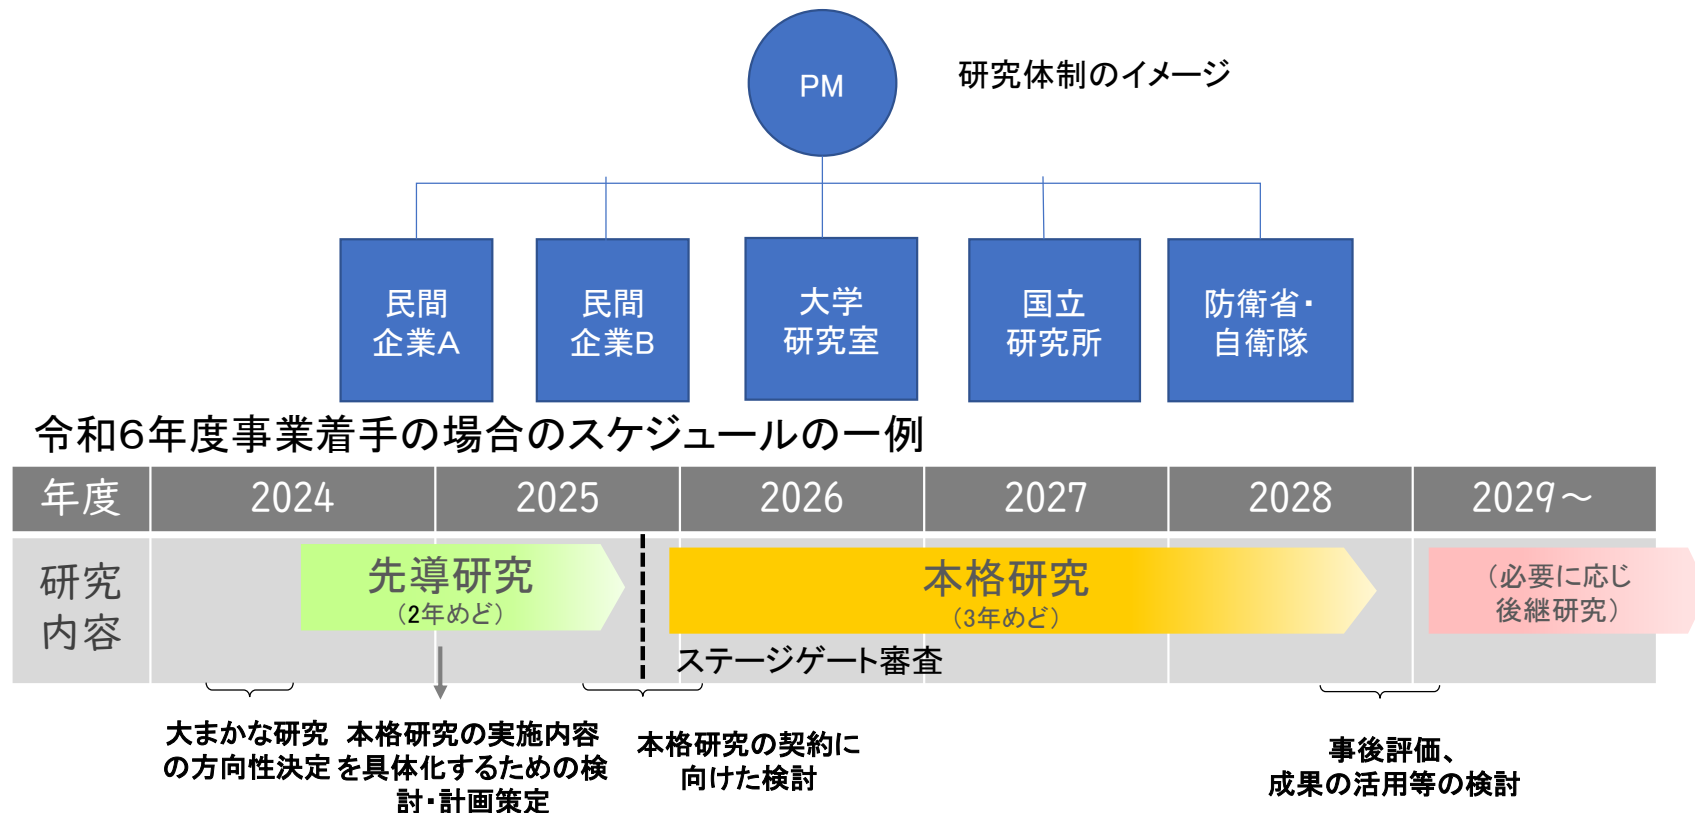 PM
研究体制のイメージ
民間
企業A
民間
企業B
大学
研究室
国立
研究所
防衛省・
自衛隊
令和6年度事業着手の場合のスケジュールの一例
年度
2024
2025
2026
2027
2028
2029～
研究
内容
先導研究
（2年めど）
本格研究
（3年めど）
（必要に応じ
後継研究）
ステージゲート審査
大まかな研究
の方向性決定
本格研究の実施内容
を具体化するための検
討・計画策定
本格研究の契約に
向けた検討
事後評価、
成果の活用等の検討